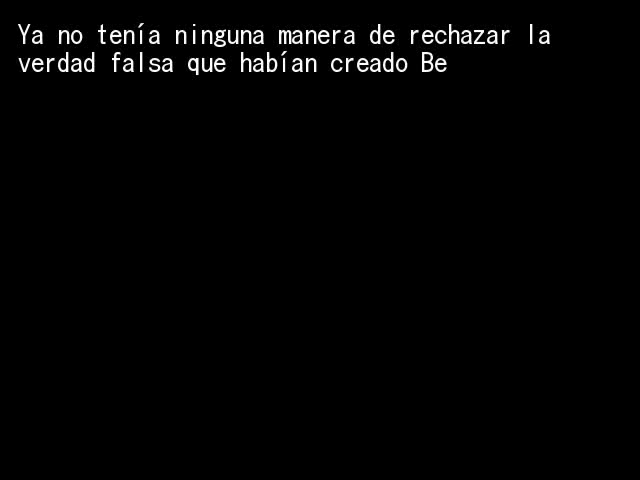 Ya no tenía ninguna manera de rechazar la
verdad falsa que habían creado Be